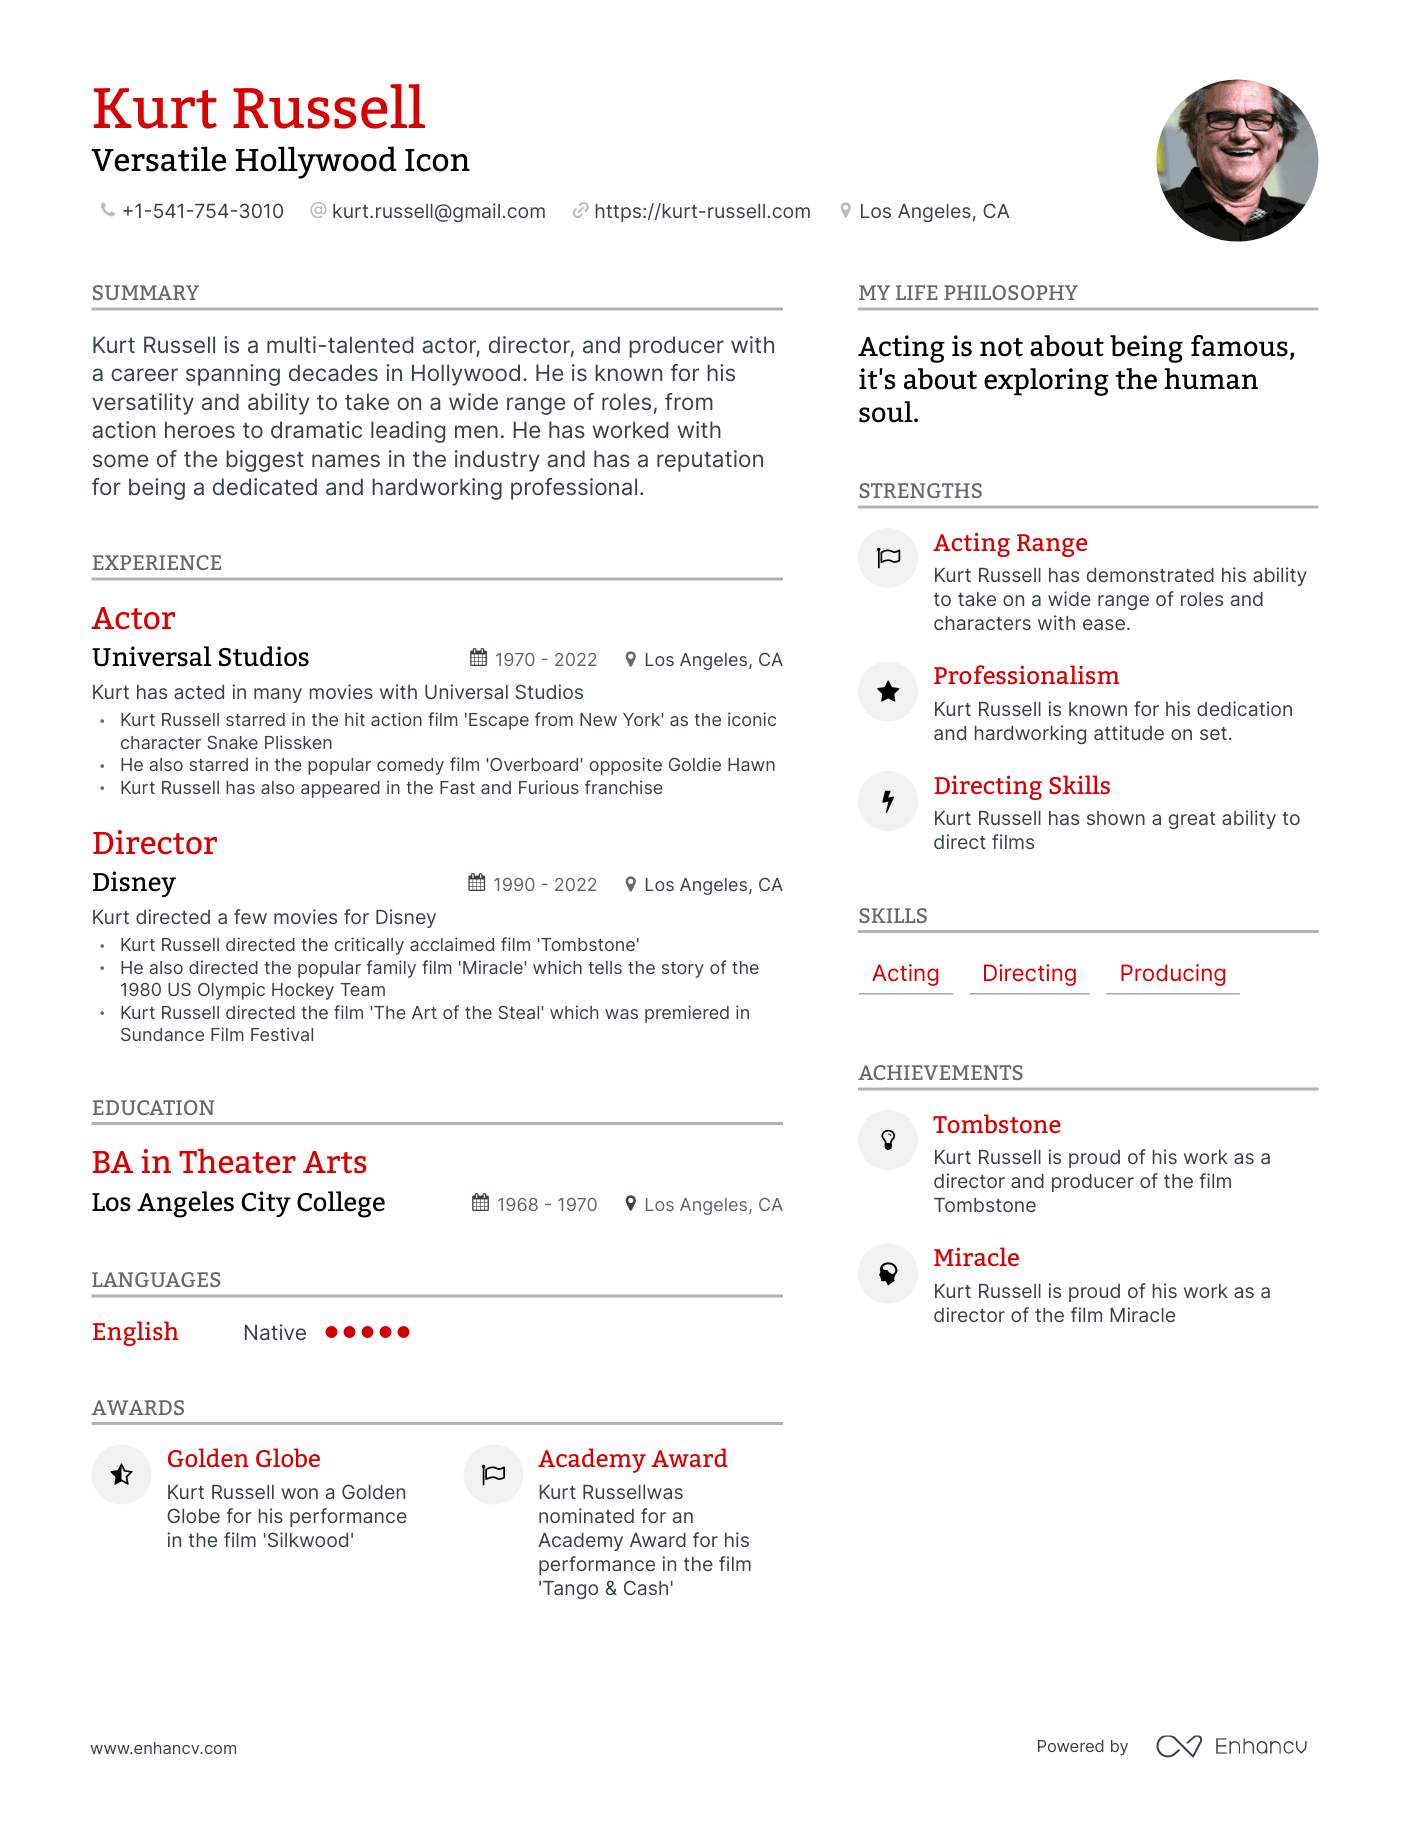 Kurt Russell
Versatile Hollywood Icon
+1-541-754-3010 @ kurt.russell@gmail.com https://kurt-russell.com Los Angeles, CA
SUMMARY
Kurt Russell is a multi-talented actor, director, and producer with
a career spanning decades in Hollywood. He is known for his
versatility and ability to take on a wide range of roles, from
action heroes to dramatic leading men. He has worked with
some of the biggest names in the industry and has a reputation
for being a dedicated and hardworking professional.
EXPERIENCE
Actor
Universal Studios 1970 - 2022 Los Angeles, CA
Kurt has acted in many movies with Universal Studios
• Kurt Russell starred in the hit action film 'Escape from New York' as the iconic
character Snake Plissken
• He also starred in the popular comedy film 'Overboard' opposite Goldie Hawn
• Kurt Russell has also appeared in the Fast and Furious franchise
Director
Disney 1990 - 2022 Los Angeles, CA
Kurt directed a few movies for Disney
• Kurt Russell directed the critically acclaimed film 'Tombstone'
• He also directed the popular family film 'Miracle' which tells the story of the
1980 US Olympic Hockey Team
• Kurt Russell directed the film 'The Art of the Steal' which was premiered in
Sundance Film Festival
EDUCATION
BA in Theater Arts
Los Angeles City College 1968 - 1970 Los Angeles, CA
LANGUAGES
English Native
AWARDS
Golden Globe
Kurt Russell won a Golden
Globe for his performance
in the film 'Silkwood'
Academy Award
Kurt Russellwas
nominated for an
Academy Award for his
performance in the film
'Tango & Cash'
MY LIFE PHILOSOPHY
Acting is not about being famous,
it's about exploring the human
soul.
STRENGTHS
Acting Range
Kurt Russell has demonstrated his ability
to take on a wide range of roles and
characters with ease.
Professionalism
Kurt Russell is known for his dedication
and hardworking attitude on set.
Directing Skills
Kurt Russell has shown a great ability to
direct films
SKILLS
Acting Directing Producing
ACHIEVEMENTS
Tombstone
Kurt Russell is proud of his work as a
director and producer of the film
Tombstone
Miracle
Kurt Russell is proud of his work as a
director of the film Miracle
www.enhancv.com
Powered by Enhancv